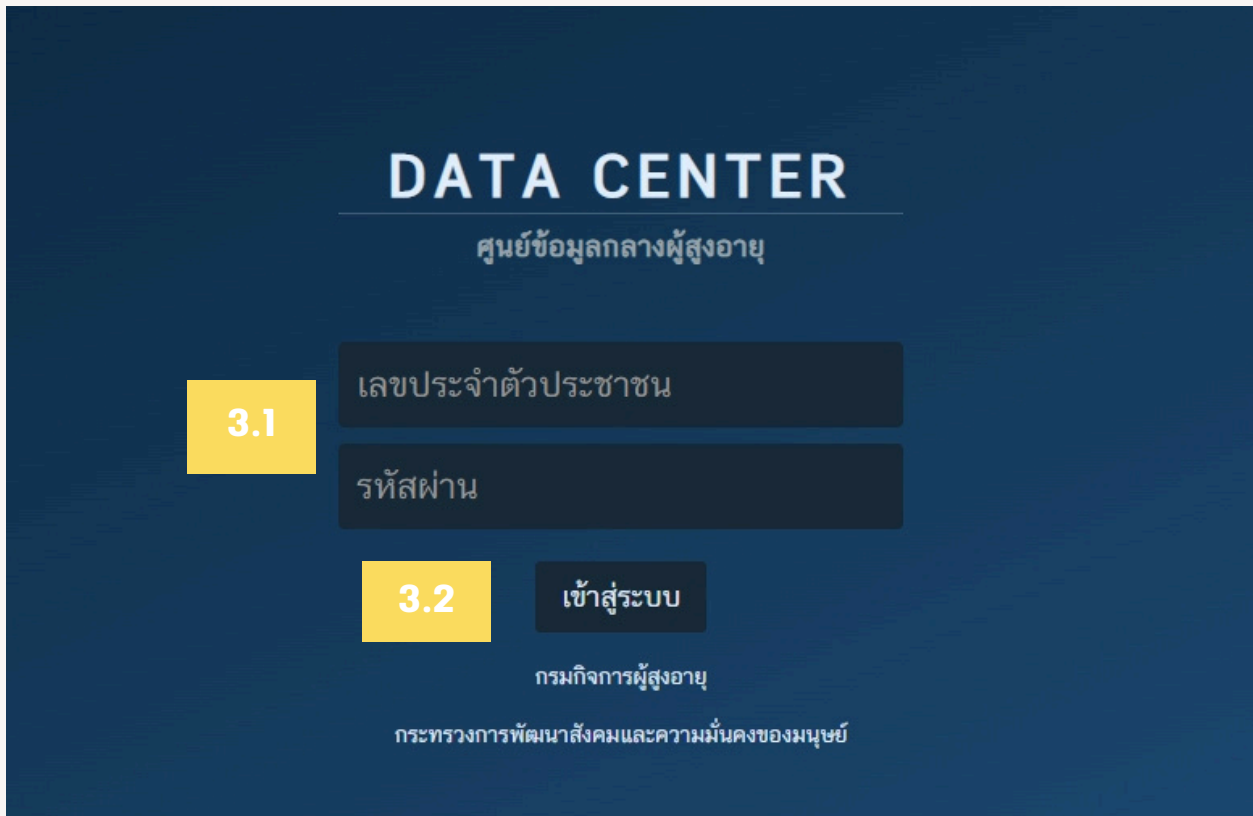 DATA CENTER
ศูนย์ข้อมูลกลางผู้สูงอายุ
เลขประจำตัวประชาชน
3.1
รหัสผ่าน
3.2
เข้าสู่ระบบ
กรมกิจการผู้สูงอายุ
กระทรวงการพัฒนาสังคมและความมั่นคงของมนุษย์